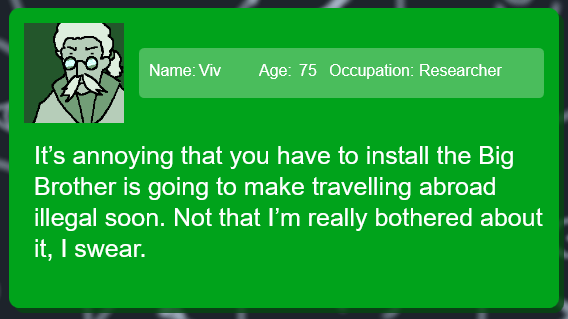 Name: Viv Age: 75 Occupation: Researcher
It’s annoying that you have to install the Big
Brother is going to make travelling abroad
illegal soon. Not that I’m really bothered about
it, I swear.